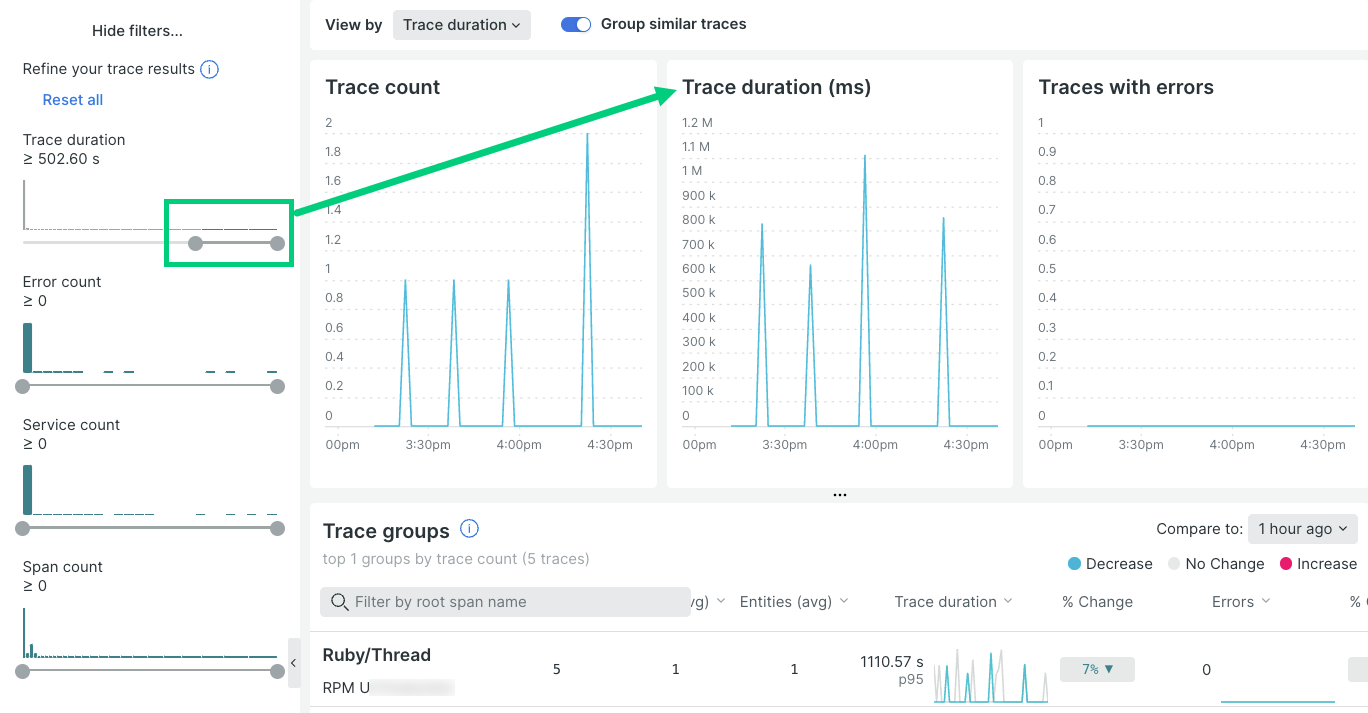 Hide filters...
Refine your trace results i
Reset all
Trace duration
≥ 502.60 s
Error count
≥ 0
Service count
≥ 0
Span count
≥ 0
View by Trace duration Group similar traces
Trace count
2
1.8
1.6
1.4
1.2
1
0.8
0.6
0.4
0.2
0
00pm 3:30pm 4:00pm 4:30pm
Trace duration (ms)
1.2 M
1.1 M
1 M
900 k
800 k
700 k
600 k
500 k
400 k
300 k
200 k
100 k
0
00pm 3:30pm 4:00pm 4:30pm
Traces with errors
1
0.9
0.8
0.7
0.6
0.5
0.4
0.3
0.2
0.1
0
00pm 3:30pm 4:00pm 4:30pm
...
Trace groups i
Compare to: 1 hour ago
top 1 groups by trace count (5 traces)
Decrease No Change Increase
Filter by root span name vg) Entities (avg) Trace duration % Change Errors %
Ruby/Thread 5 1 1 1110.57 s 7% ▼ 0
p95
RPM U
<